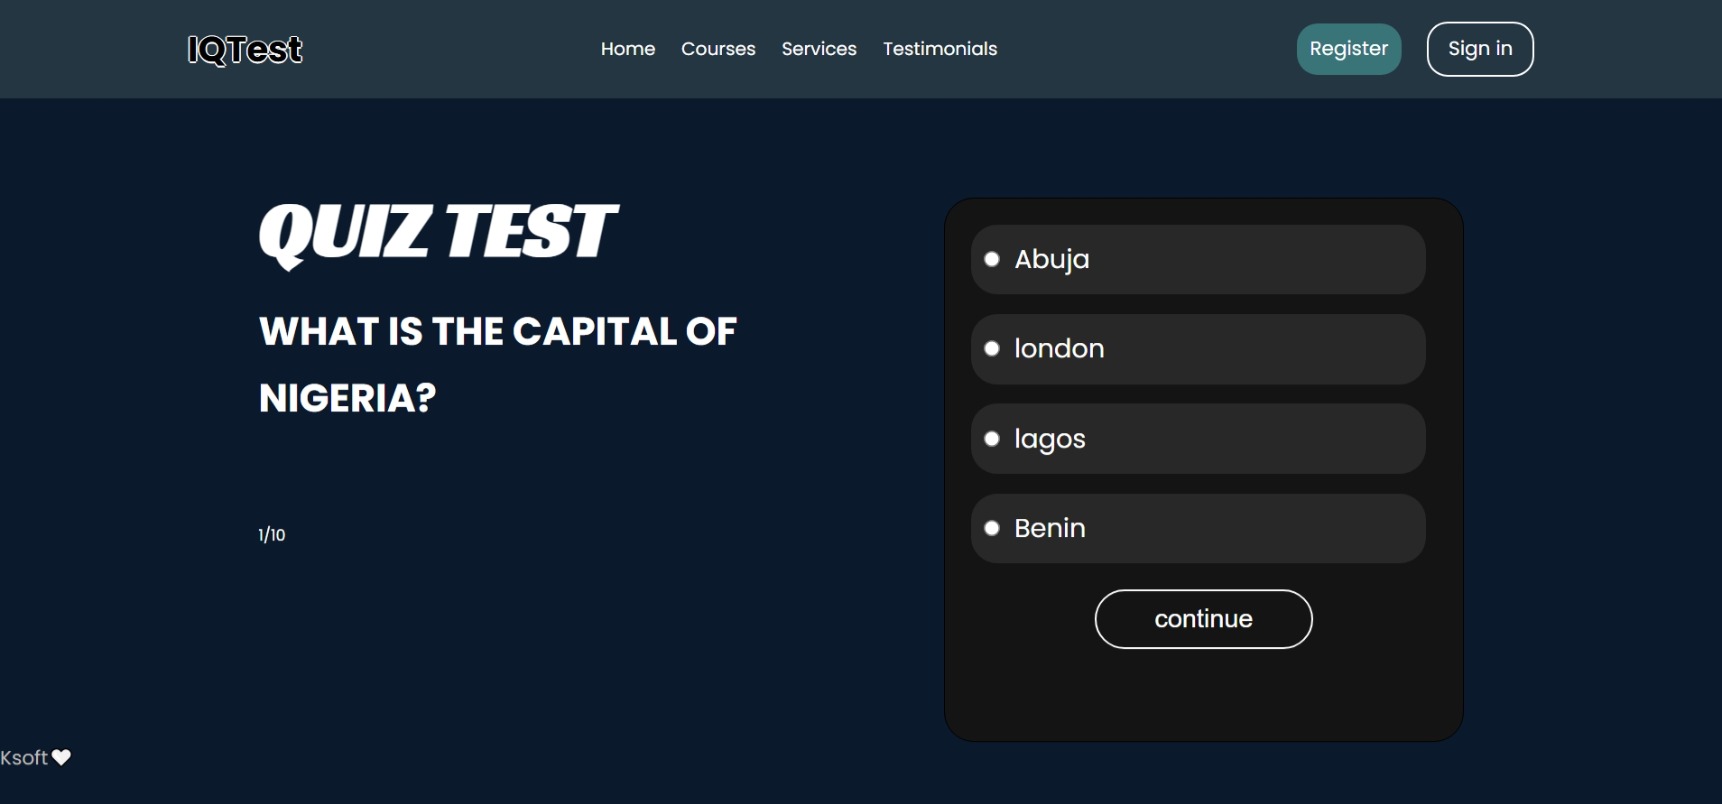 IQTest
Home Courses Services Testimonials
Register
Sign in
QUIZ TEST
WHAT IS THE CAPITAL OF
NIGERIA?
1/10
Abuja
london
lagos
Benin
continue
Ksoft